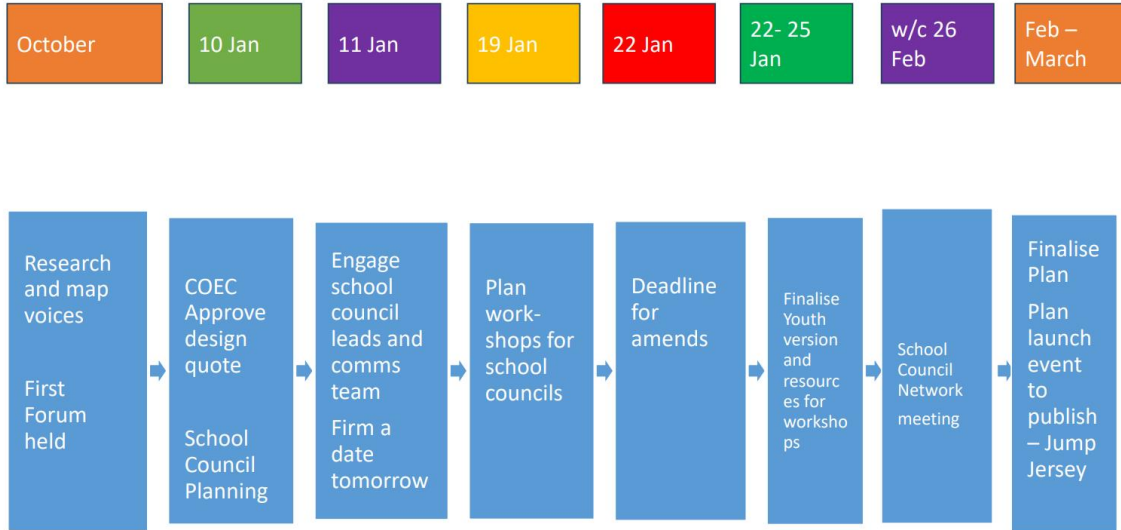 October
10 Jan
11 Jan
19 Jan
22 Jan
22- 25
Jan
w/c 26
Feb
Feb –
March
Research
and map
voices
First
Forum
held
COEC
Approve
design
quote
School
Council
Planning
Engage
school
council
leads and
comms
team
Firm a
date
tomorrow
Plan
work-
shops for
school
councils
Deadline
for
amends
Finalise
Youth
version
and
resourc
es for
worksho
ps
School
Council
Network
meeting
Finalise
Plan
Plan
launch
event
to
publish
– Jump
Jersey